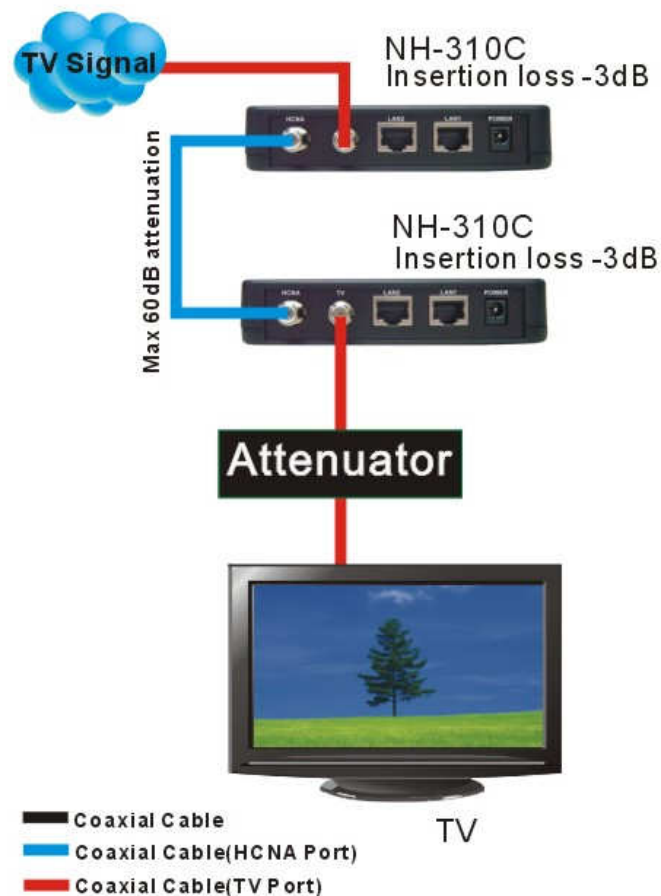 TV Signal
NH-310C
Insertion loss -3dB
HCNA
LAN2
LAN1
POWER
Max 60dB attenuation
NH-310C
Insertion loss -3dB
HCNA
TV
LAN2
LAN1
POWER
Attenuator
TV
Coaxial Cable
Coaxial Cable(HCNA Port)
Coaxial Cable(TV Port)